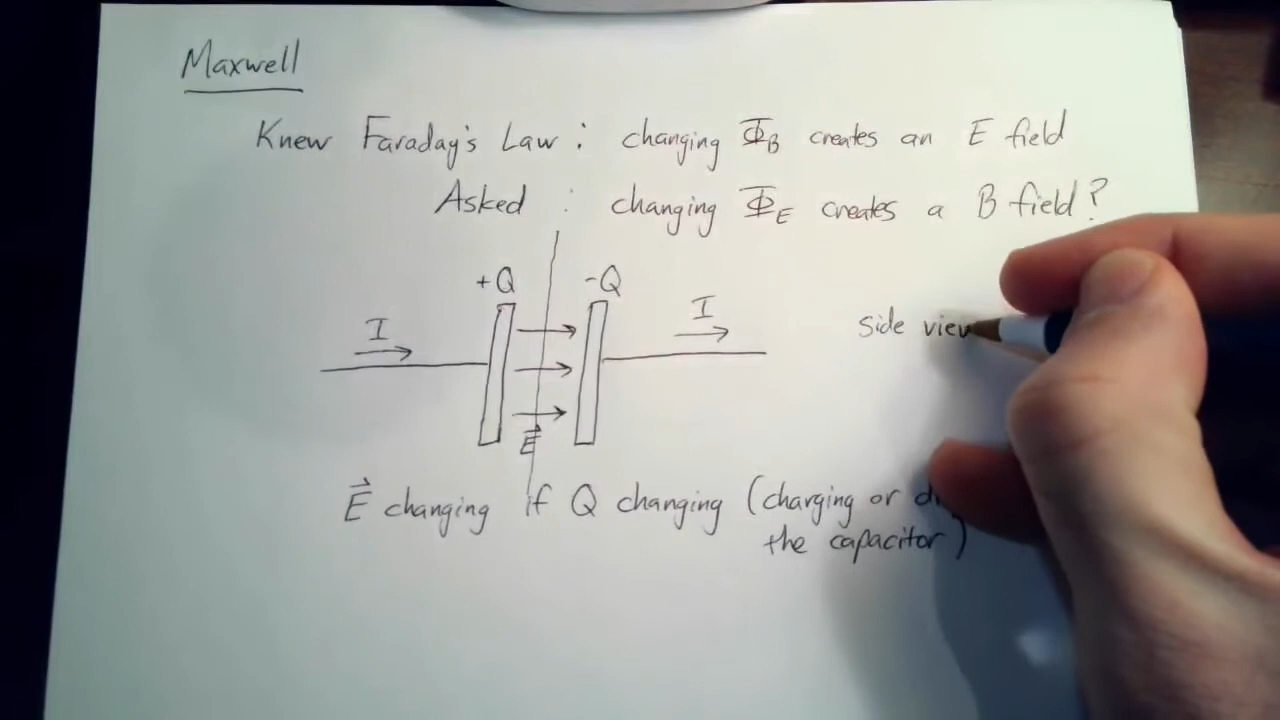 Maxwell
Knew Faraday's Law : changing Φ_B creates an E field
Asked : changing Φ_E creates a B field?
+Q -Q
I
I
side view
E⃗
E⃗ changing if Q changing (charging or
the capacitor)